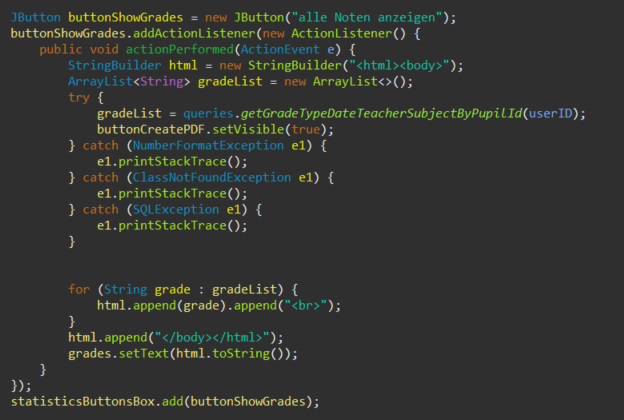 JButton buttonShowGrades = new JButton("alle Noten anzeigen");
buttonShowGrades.addActionListener(new ActionListener() {
    public void actionPerformed(ActionEvent e) {
        StringBuilder html = new StringBuilder("<html><body>");
        ArrayList<String> gradeList = new ArrayList<>();
        try {
            gradeList = queries.getGradeTypeDateTeacherSubjectByPupilId(userID);
            buttonCreatePDF.setVisible(true);
        } catch (NumberFormatException e1) {
            e1.printStackTrace();
        } catch (ClassNotFoundException e1) {
            e1.printStackTrace();
        } catch (SQLException e1) {
            e1.printStackTrace();
        }
        for (String grade : gradeList) {
            html.append(grade).append("<br>");
        }
        html.append("</body></html>");
        grades.setText(html.toString());
    }
});
statisticsButtonsBox.add(buttonShowGrades);